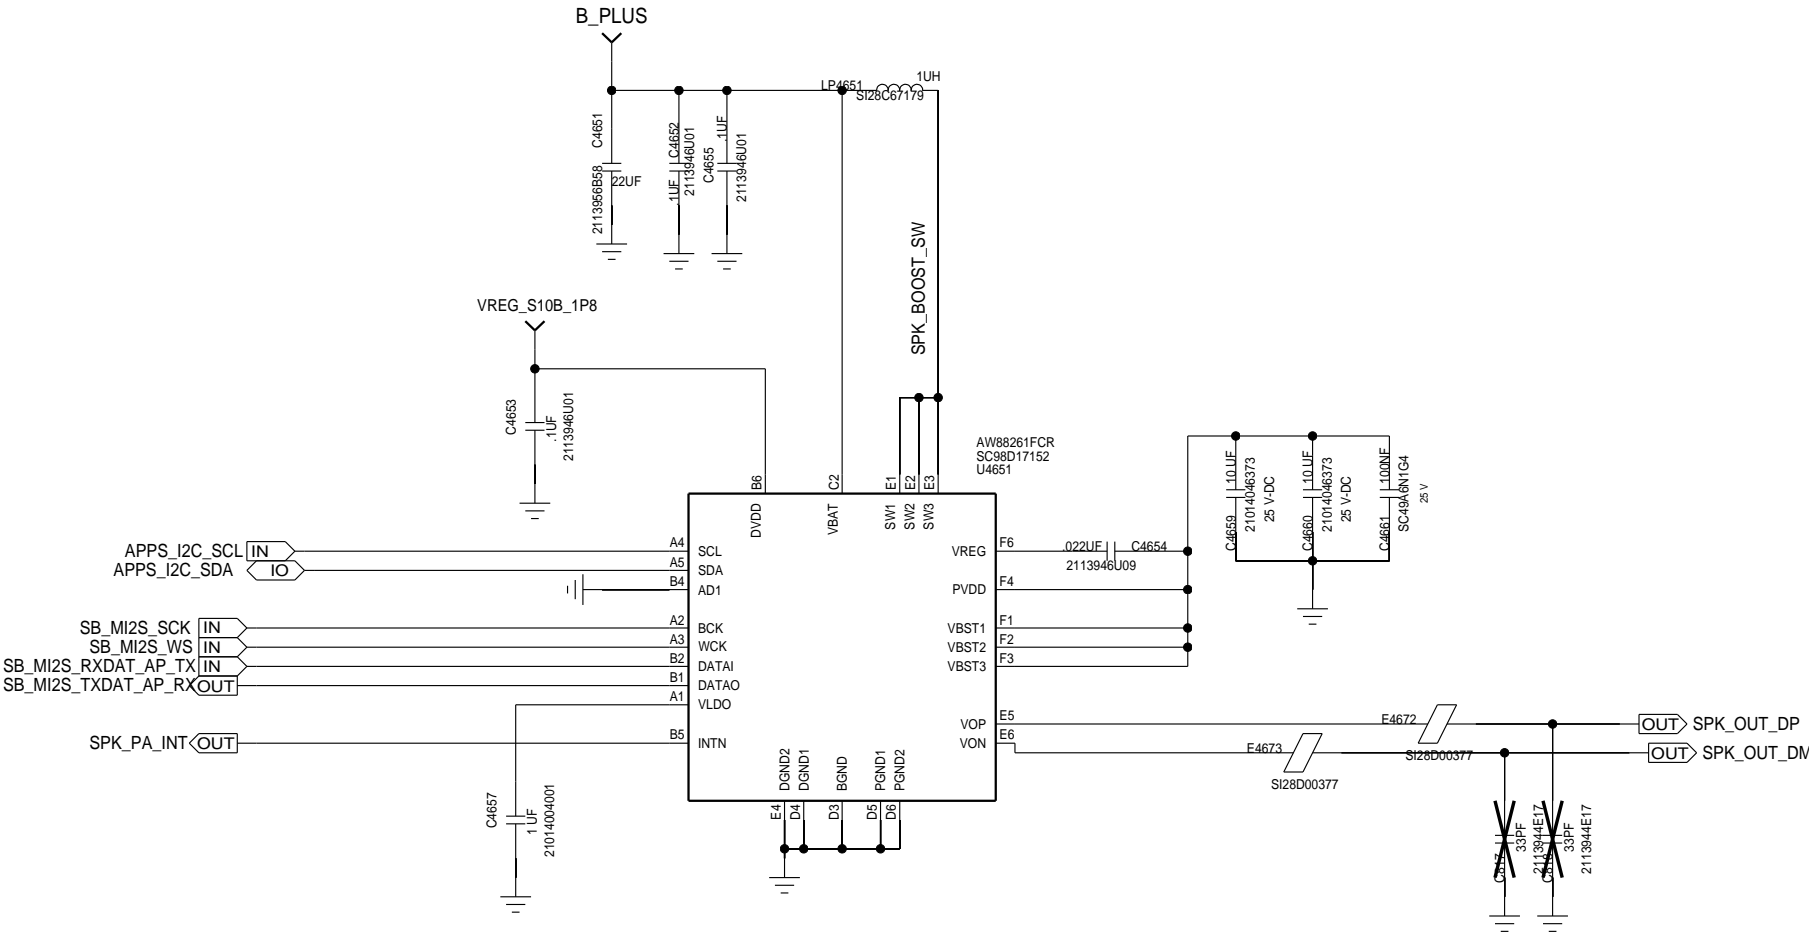 B_PLUS
LP4651
1UH
SI28C67179
C4651
22UF
2113956B58
C4652
.1UF
2113946U01
C4655
.1UF
2113946U01
SPK_BOOST_SW
VREG_S10B_1P8
C4653
.1UF
2113946U01
AW88261FCR
SC98D17152
U4651
B6
C2
E1
E2
E3
DVDD
VBAT
SW1
SW2
SW3
C4659
10 UF
21014046373
25 V-DC
C4660
10 UF
21014046373
25 V-DC
C4661
100NF
SC49A6N1G4
25 V
APPS_I2C_SCL IN A4 SCL
APPS_I2C_SDA IO A5 SDA
B4 AD1
SB_MI2S_SCK IN A2 BCK
SB_MI2S_WS IN A3 WCK
SB_MI2S_RXDAT_AP_TX IN B2 DATAI
SB_MI2S_TXDAT_AP_RX OUT B1 DATAO
A1 VLDO
SPK_PA_INT OUT B5 INTN
VREG F6 .022UF C4654
2113946U09
PVDD F4
VBST1 F1
VBST2 F2
VBST3 F3
VOP E5 E4672 OUT SPK_OUT_DP
SI28D00377
VON E6 E4673 OUT SPK_OUT_DM
SI28D00377
DGND2
DGND1
BGND
PGND1
PGND2
E4
D4
D3
D5
D6
C4657
1 UF
21014004001
33PF
2113944E17
33PF
2113944E17